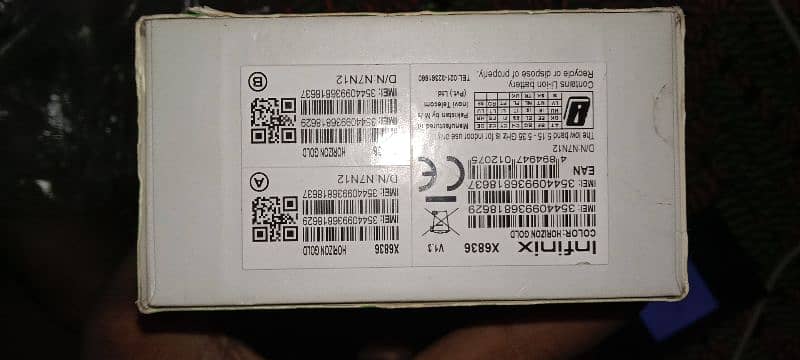 Infinix X6836 V1.3
COLOR: HORIZON GOLD
IMEI: 354409936818629
IMEI: 354409936818637
EAN
4 894947 012075
D/N N7N12
The low band 5.15 - 5.35 GHz is for indoor use only
Manufactured in
Pakistan by M/s
Inovi Telecom
(Pvt.) Ltd.
Contains Li-ion battery
Recycle or dispose of properly.
X6836 HORIZON GOLD
IMEI: 354409936818629
IMEI: 354409936818637
D/N N7N12
A
HORIZON GOLD
IMEI: 354409936818629
IMEI: 354409936818637
D/N N7N12
B